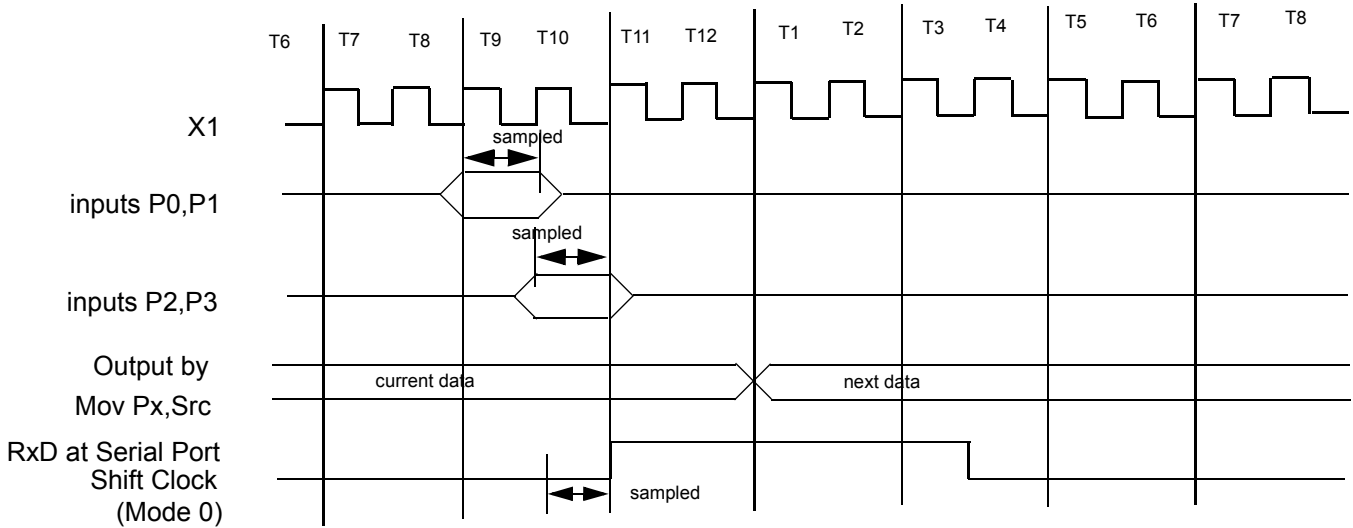 T6 T7 T8 T9 T10 T11 T12 T1 T2 T3 T4 T5 T6 T7 T8
X1
sampled
inputs P0,P1
sampled
inputs P2,P3
Output by
current data next data
Mov Px,Src
RxD at Serial Port
Shift Clock
sampled
(Mode 0)